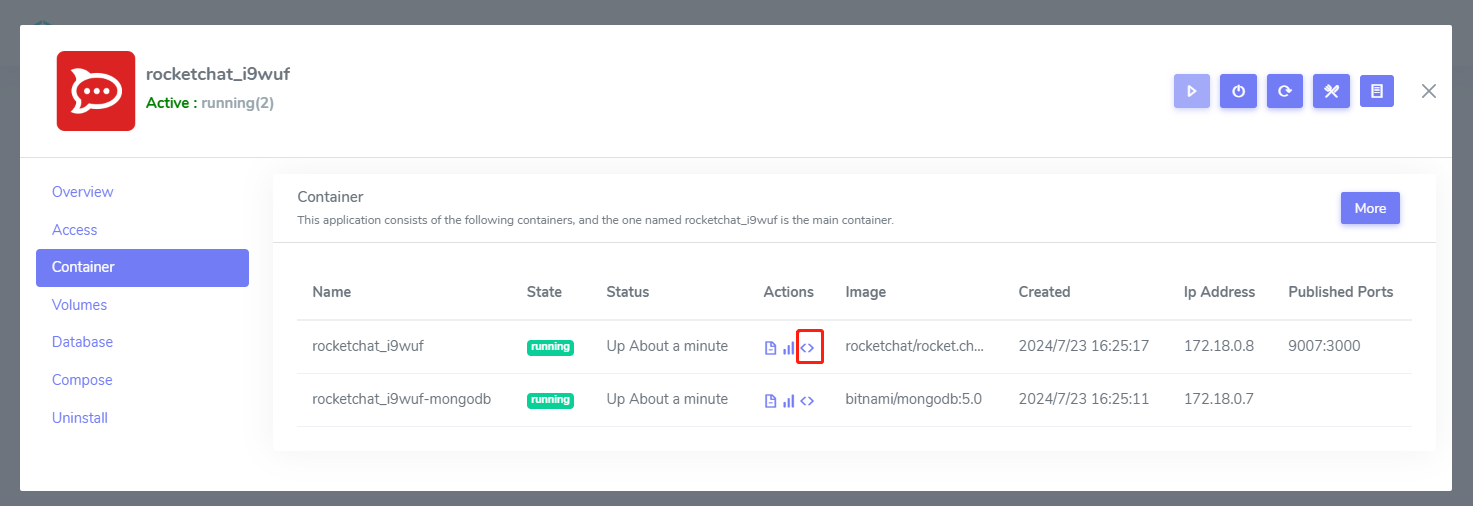 rocketchat_i9wuf
Active : running(2)
Overview
Access
Container
Volumes
Database
Compose
Uninstall
Container
This application consists of the following containers, and the one named rocketchat_i9wuf is the main container.
More
Name State Status Actions Image Created Ip Address Published Ports
rocketchat_i9wuf running Up About a minute rocketchat/rocket.ch... 2024/7/23 16:25:17 172.18.0.8 9007:3000
rocketchat_i9wuf-mongodb running Up About a minute bitnami/mongodb:5.0 2024/7/23 16:25:11 172.18.0.7